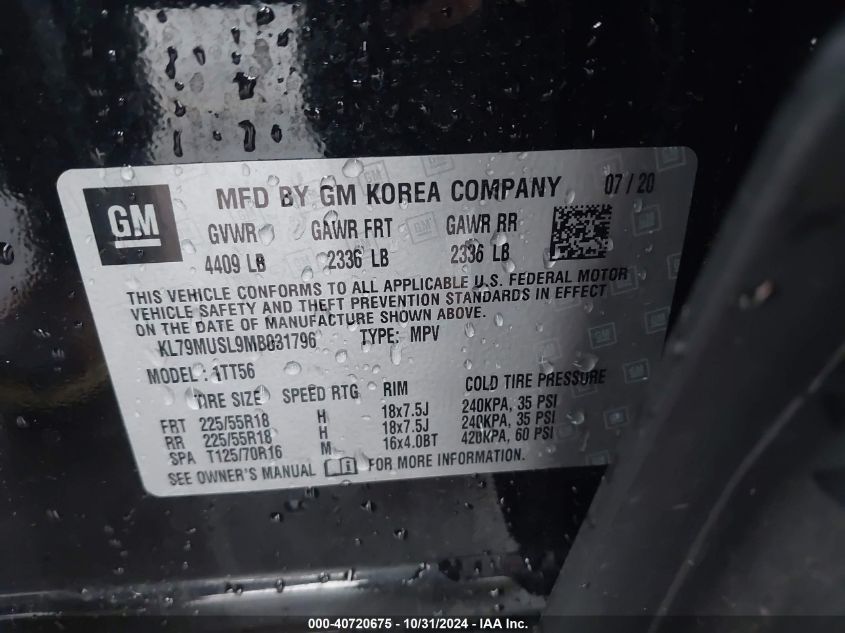 GM
MFD BY GM KOREA COMPANY 07 / 20
GVWR GAWR FRT GAWR RR
4409 LB 2336 LB 2336 LB
THIS VEHICLE CONFORMS TO ALL APPLICABLE U.S. FEDERAL MOTOR
VEHICLE SAFETY AND THEFT PREVENTION STANDARDS IN EFFECT
ON THE DATE OF MANUFACTURE SHOWN ABOVE.
KL79MUSL9MB031796 TYPE: MPV
MODEL : 1TT56
TIRE SIZE SPEED RTG RIM COLD TIRE PRESSURE
FRT 225/55R18 H 18x7.5J 240KPA, 35 PSI
RR 225/55R18 H 18x7.5J 240KPA, 35 PSI
SPA T125/70R16 M 16x4.0BT 420KPA, 60 PSI
SEE OWNER'S MANUAL FOR MORE INFORMATION.
000-40720675 - 10/31/2024 - IAAI.com